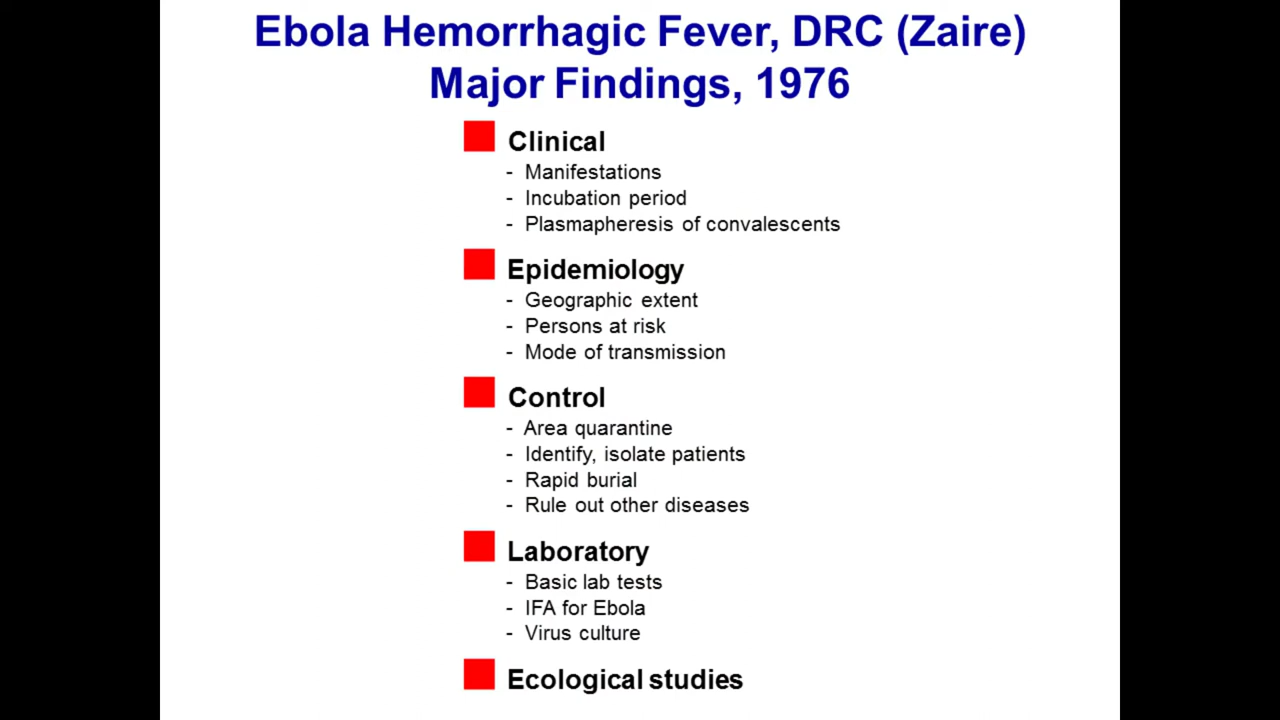 Ebola Hemorrhagic Fever, DRC (Zaire)
Major Findings, 1976
Clinical
- Manifestations
- Incubation period
- Plasmapheresis of convalescents
Epidemiology
- Geographic extent
- Persons at risk
- Mode of transmission
Control
- Area quarantine
- Identify, isolate patients
- Rapid burial
- Rule out other diseases
Laboratory
- Basic lab tests
- IFA for Ebola
- Virus culture
Ecological studies